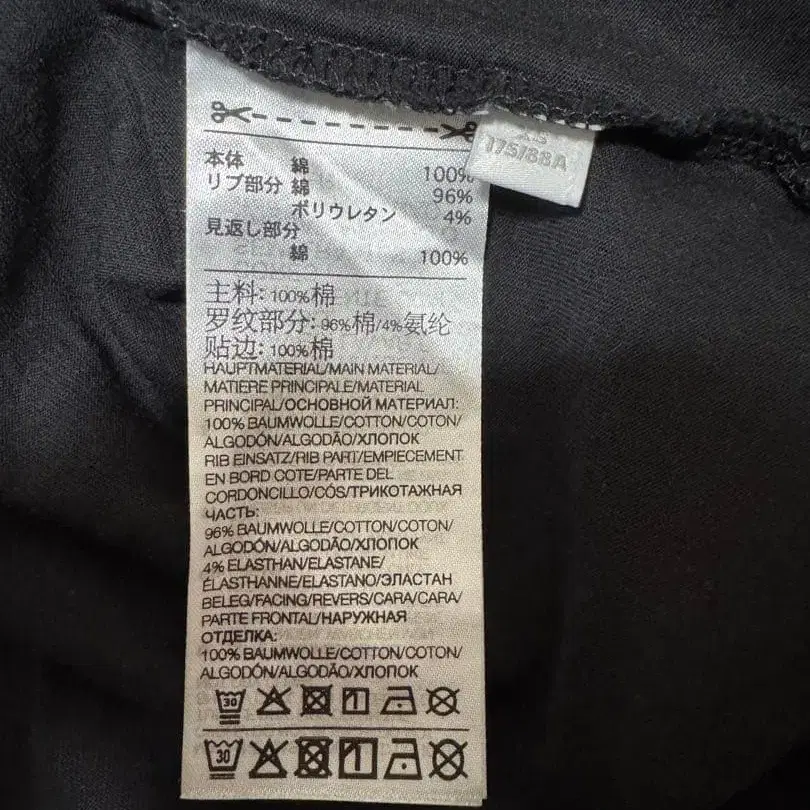 XS
175/88A
本体 綿 100%
リブ部分 綿 96%
ポリウレタン 4%
見返し部分
綿 100%
主料: 100%棉
罗纹部分: 96%棉/4%氨纶
贴边: 100%棉
HAUPTMATERIAL/MAIN MATERIAL/
MATIERE PRINCIPALE/MATERIAL
PRINCIPAL/ОСНОВНОЙ МАТЕРИАЛ:
100% BAUMWOLLE/COTTON/COTON/
ALGODÓN/ALGODÃO/ХЛОПОК
RIB EINSATZ/RIB PART/EMPIECEMENT
EN BORD COTE/PARTE DEL
CORDONCILLO/CÓS/ТРИКОТАЖНАЯ
ЧАСТЬ:
96% BAUMWOLLE/COTTON/COTON/
ALGODÓN/ALGODÃO/ХЛОПОК
4% ELASTHAN/ELASTANE/
ÉLASTHANNE/ELASTANO/ЭЛАСТАН
BELEG/FACING/REVERS/CARA/CARA/
PARTE FRONTAL/НАРУЖНАЯ
ОТДЕЛКА:
100% BAUMWOLLE/COTTON/COTON/
ALGODÓN/ALGODÃO/ХЛОПОК
30
30